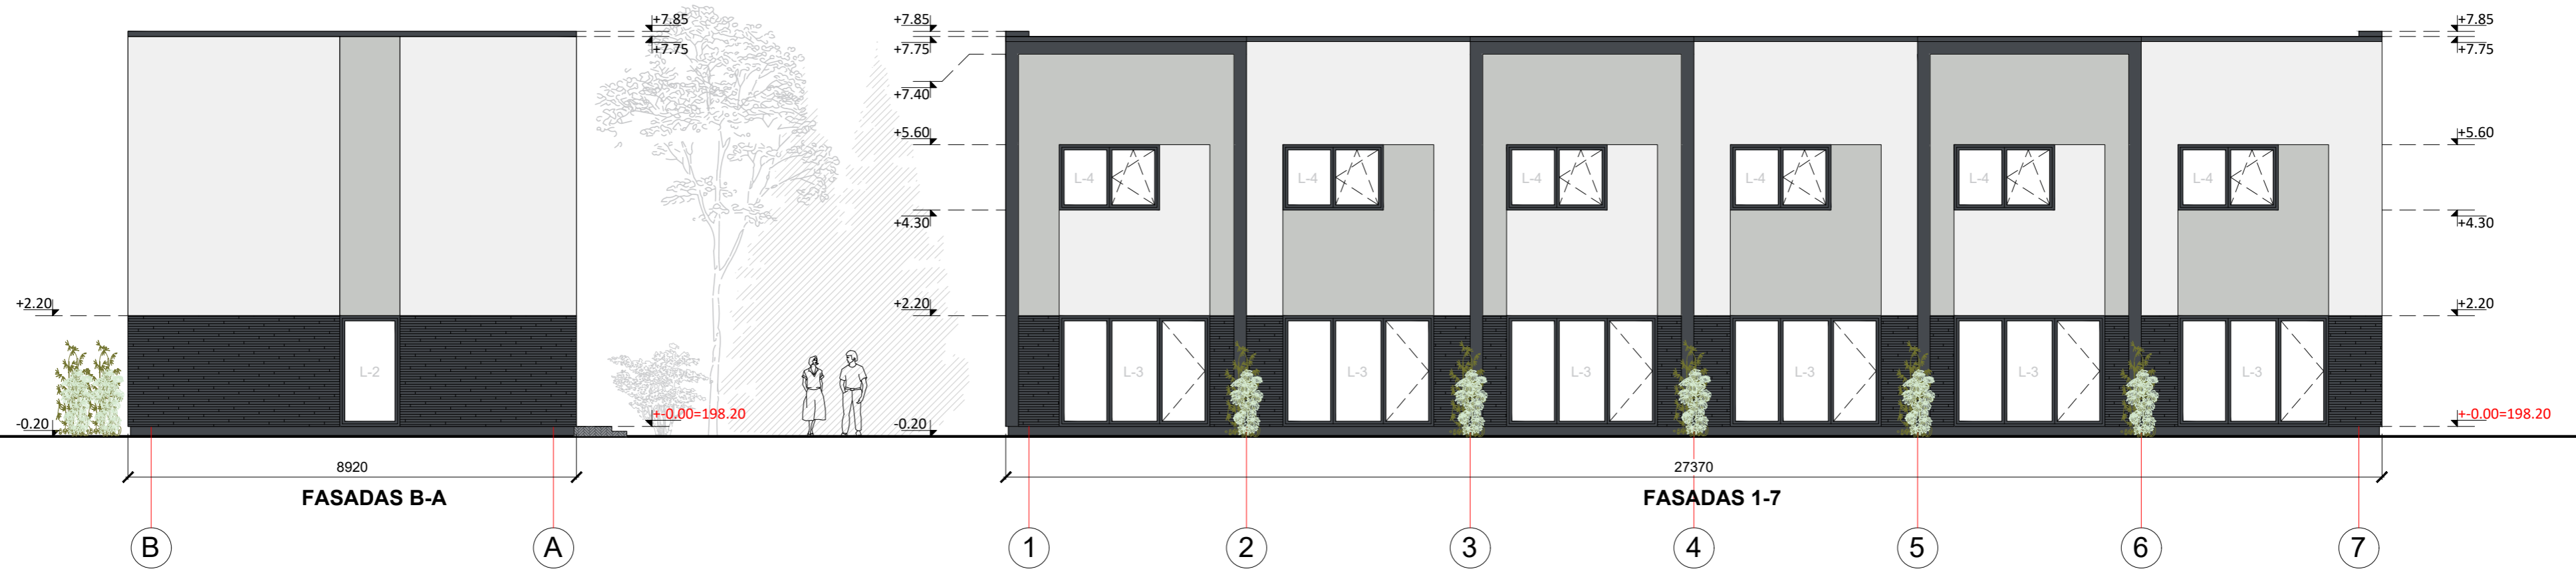 +7.85
+7.75
+2.20
L-2
+-0.00=198.20
-0.20
8920
FASADAS B-A
B
A
+7.85
+7.75
+7.40
+5.60
+4.30
+2.20
-0.20
L-4
L-4
L-4
L-4
L-4
L-4
L-3
L-3
L-3
L-3
L-3
L-3
+7.85
+7.75
+5.60
+4.30
+2.20
+-0.00=198.20
27370
FASADAS 1-7
1
2
3
4
5
6
7